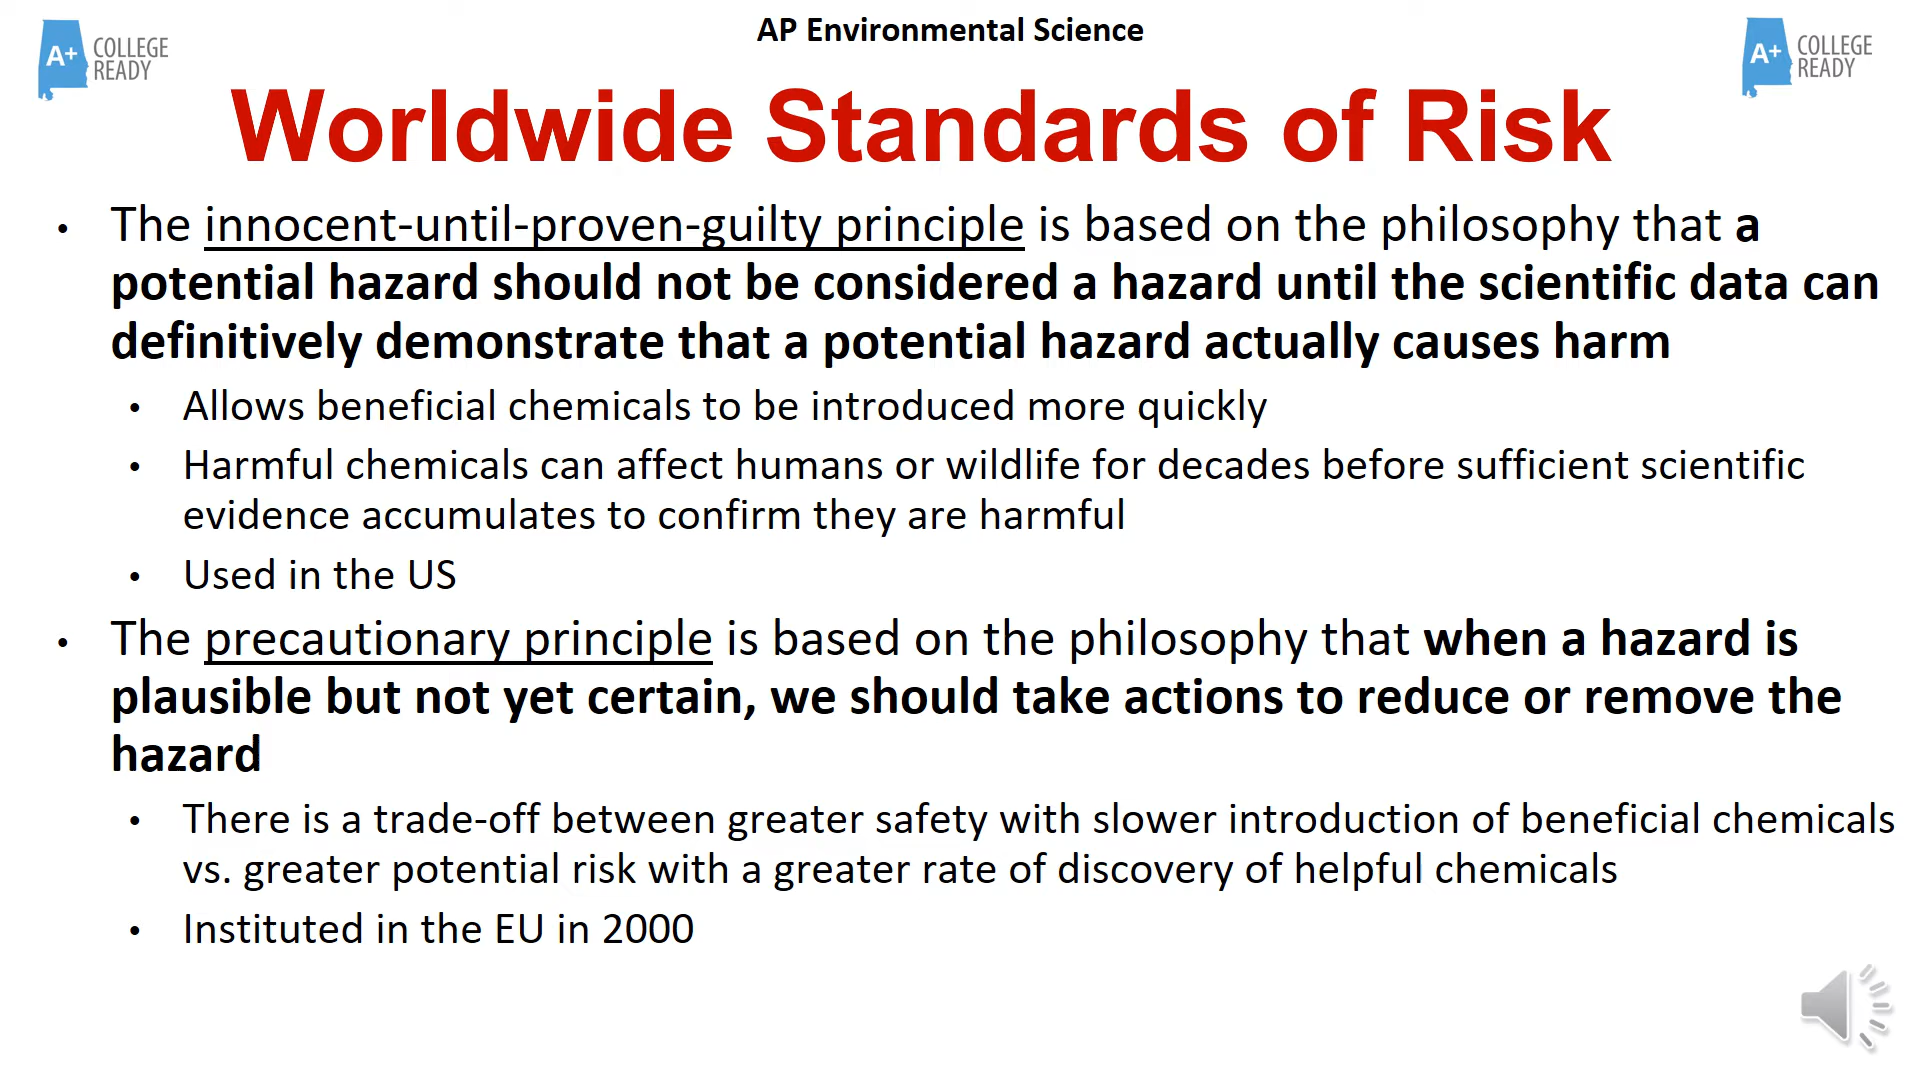 AP Environmental Science
A+ COLLEGE
READY
A+ COLLEGE
READY
Worldwide Standards of Risk
• The innocent-until-proven-guilty principle is based on the philosophy that a
potential hazard should not be considered a hazard until the scientific data can
definitively demonstrate that a potential hazard actually causes harm
• Allows beneficial chemicals to be introduced more quickly
• Harmful chemicals can affect humans or wildlife for decades before sufficient scientific
evidence accumulates to confirm they are harmful
• Used in the US
• The precautionary principle is based on the philosophy that when a hazard is
plausible but not yet certain, we should take actions to reduce or remove the
hazard
• There is a trade-off between greater safety with slower introduction of beneficial chemicals
vs. greater potential risk with a greater rate of discovery of helpful chemicals
• Instituted in the EU in 2000